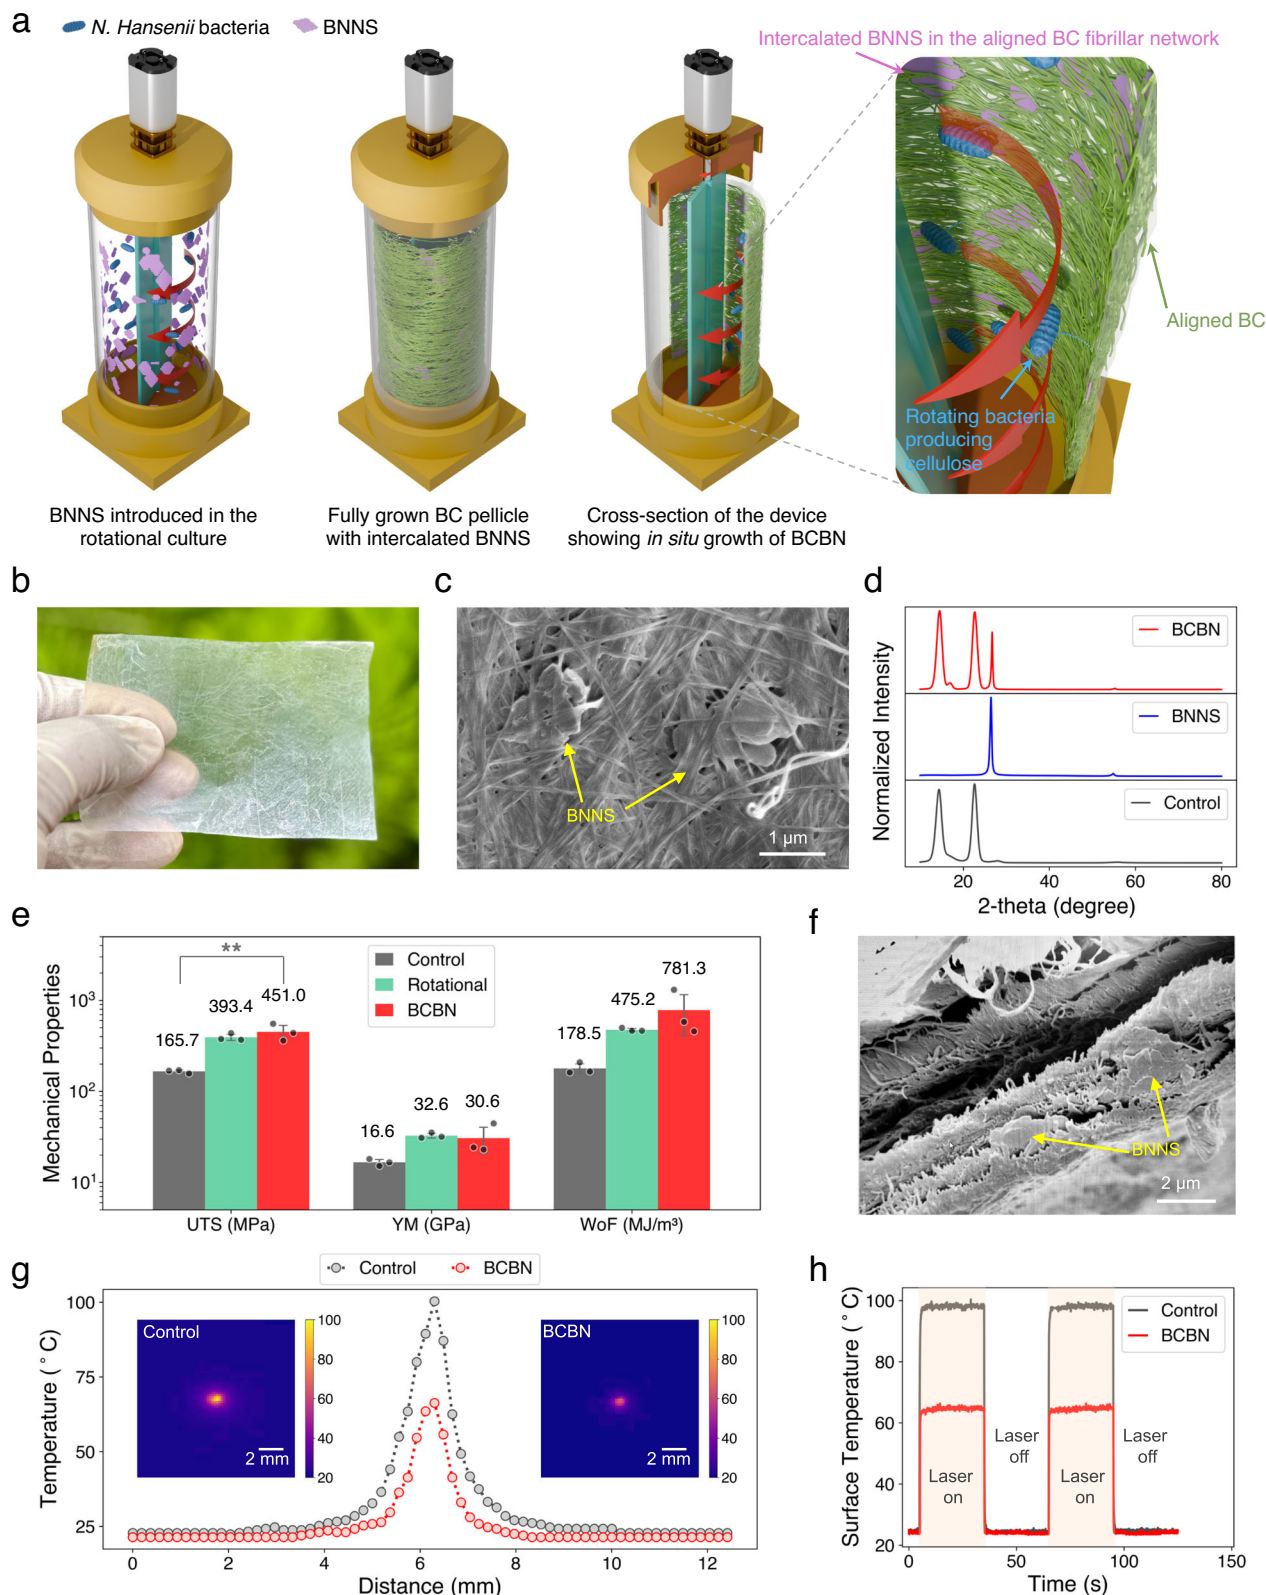 a
N. Hansenii bacteria
BNNS
Intercalated BNNS in the aligned BC fibrillar network
Aligned BC
Rotating bacteria
producing
cellulose
BNNS introduced in the
rotational culture
Fully grown BC pellicle
with intercalated BNNS
Cross-section of the device
showing in situ growth of BCBN
b
c
BNNS
1 μm
d
Normalized Intensity
BCBN
BNNS
Control
20
40
60
80
2-theta (degree)
e
Mechanical Properties
10³
10²
10¹
**
Control
Rotational
BCBN
165.7
393.4
451.0
16.6
32.6
30.6
178.5
475.2
781.3
UTS (MPa)
YM (GPa)
WoF (MJ/m³)
f
BNNS
2 μm
g
Control
BCBN
Temperature ( ° C)
100
75
50
25
Control
2 mm
100
80
60
40
20
BCBN
2 mm
100
80
60
40
20
0
2
4
6
8
10
12
Distance (mm)
h
Surface Temperature ( ° C)
100
80
60
40
20
Control
BCBN
Laser
on
Laser
off
Laser
on
Laser
off
0
50
100
150
Time (s)